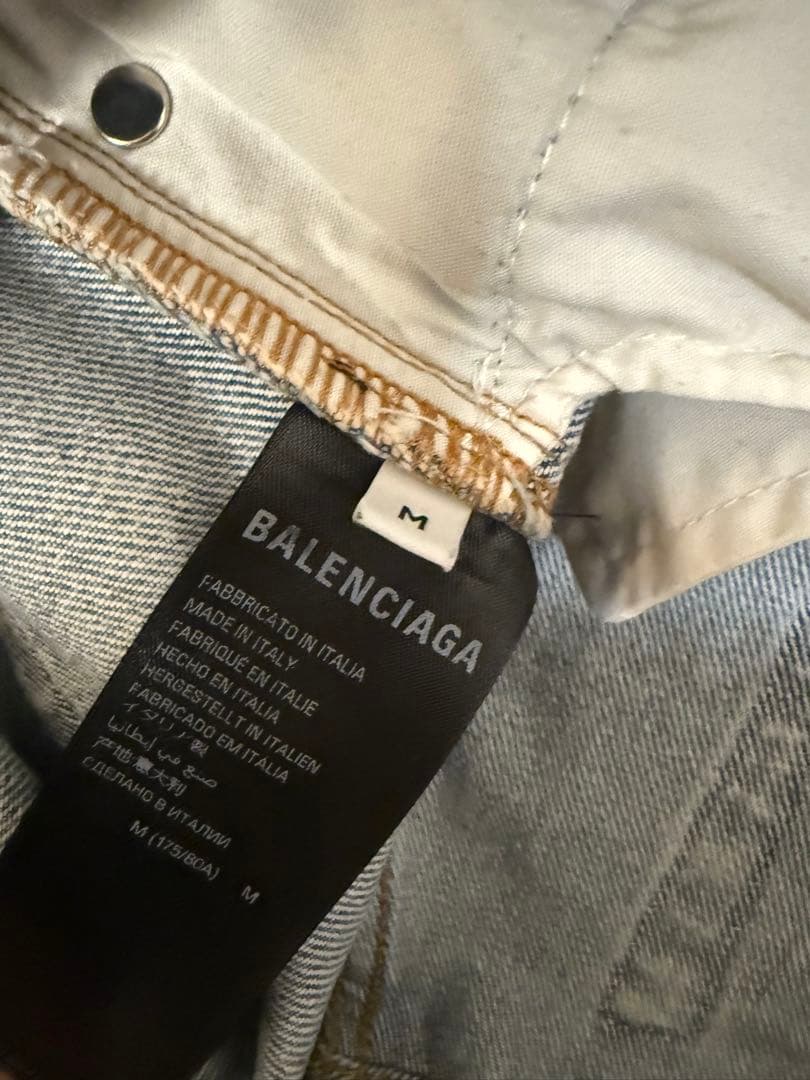 M
BALENCIAGA
FABBRICATO IN ITALIA
MADE IN ITALY
FABRIQUÉ EN ITALIE
HECHO EN ITALIA
HERGESTELLT IN ITALIEN
FABRICADO EM ITALIA
イタリア製
صنع في إيطاليا
产地意大利
СДЕЛАНО В ИТАЛИИ
M (175/80A) M